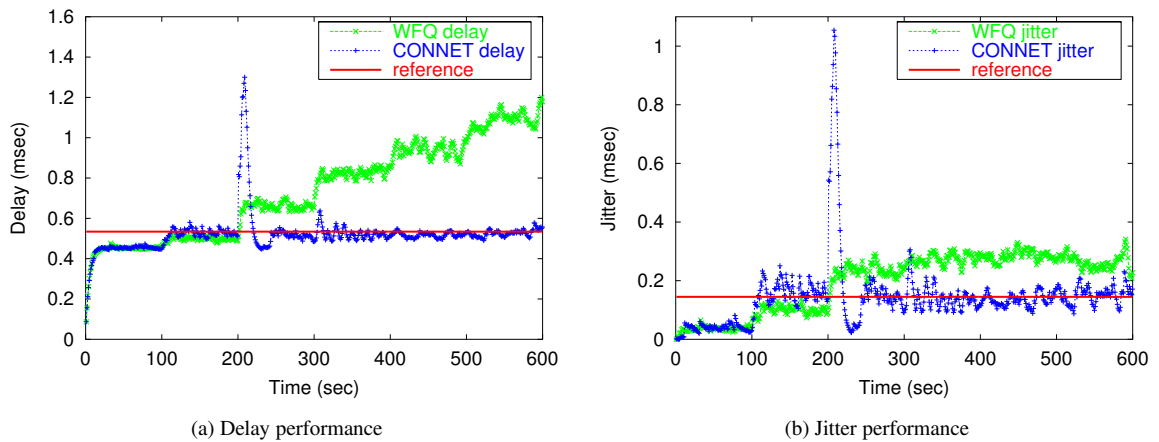 1.6
1.4
1.2
1
0.8
0.6
0.4
0.2
0
Delay (msec)
WFQ delay
CONNET delay
reference
0 100 200 300 400 500 600
Time (sec)
(a) Delay performance
1
0.8
0.6
0.4
0.2
0
Jitter (msec)
WFQ jitter
CONNET jitter
reference
0 100 200 300 400 500 600
Time (sec)
(b) Jitter performance